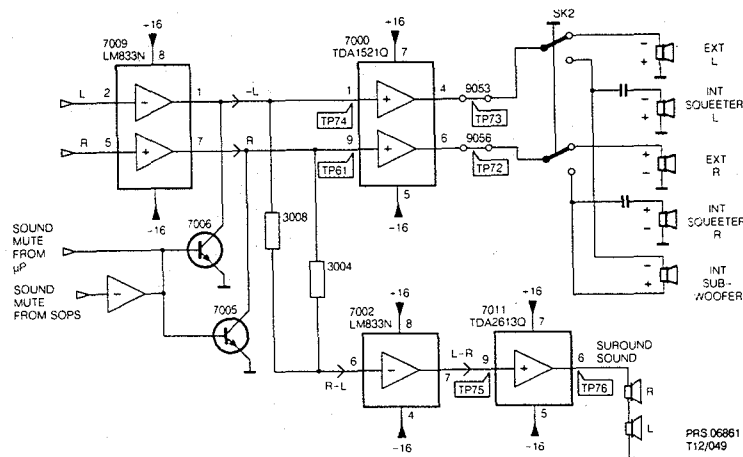 SK2
+16 +16
7009 7000
LM833N TDA1521Q
8 7
9053
EXT
L
L 2 1 -L 1 4
TP74 TP73
INT
SQUEETER
L
9056
R 5 7 R 9 6
TP61 TP72
EXT
R
5
-16 -16
3008
INT
SQUEETER
R
SOUND
MUTE
FROM
µP
7006
3004
INT
SUB-
WOOFER
SOUND
MUTE
FROM SOPS
7005
+16 +16
7002 7011
LM833N TDA2613Q
8 7
SUROUND
SOUND
L-R
6 9 6
R-L 7
TP75 TP76
R
L
4 5
-16 -16
PRS 06861
T12/049